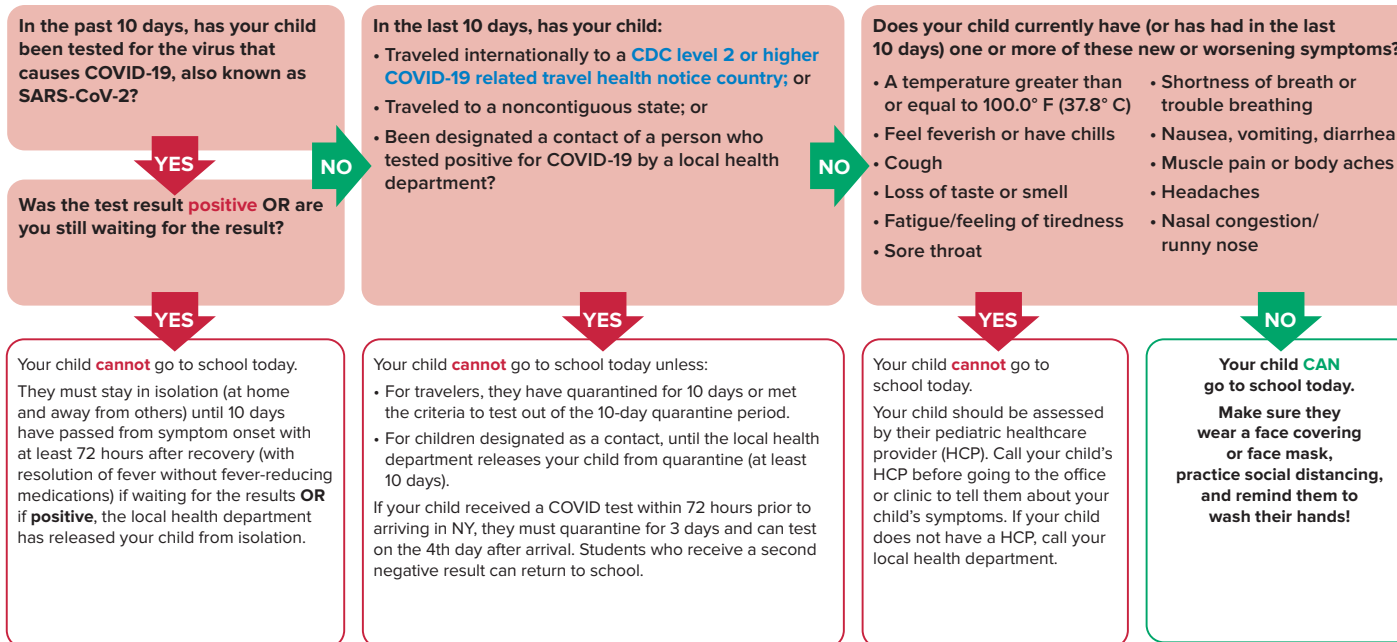 In the past 10 days, has your child
been tested for the virus that
causes COVID-19, also known as
SARS-CoV-2?
YES
NO
Was the test result positive OR are
you still waiting for the result?
YES
Your child cannot go to school today.
They must stay in isolation (at home
and away from others) until 10 days
have passed from symptom onset with
at least 72 hours after recovery (with
resolution of fever without fever-reducing
medications) if waiting for the results OR
if positive, the local health department
has released your child from isolation.
In the last 10 days, has your child:
• Traveled internationally to a CDC level 2 or higher
COVID-19 related travel health notice country; or
• Traveled to a noncontiguous state; or
• Been designated a contact of a person who
tested positive for COVID-19 by a local health
department?
NO
YES
Your child cannot go to school today unless:
• For travelers, they have quarantined for 10 days or met
the criteria to test out of the 10-day quarantine period.
• For children designated as a contact, until the local health
department releases your child from quarantine (at least
10 days).
If your child received a COVID test within 72 hours prior to
arriving in NY, they must quarantine for 3 days and can test
on the 4th day after arrival. Students who receive a second
negative result can return to school.
Does your child currently have (or has had in the last
10 days) one or more of these new or worsening symptoms?
• A temperature greater than
or equal to 100.0° F (37.8° C)
• Feel feverish or have chills
• Cough
• Loss of taste or smell
• Fatigue/feeling of tiredness
• Sore throat
• Shortness of breath or
trouble breathing
• Nausea, vomiting, diarrhea
• Muscle pain or body aches
• Headaches
• Nasal congestion/
runny nose
YES
Your child cannot go to
school today.
Your child should be assessed
by their pediatric healthcare
provider (HCP). Call your child's
HCP before going to the office
or clinic to tell them about your
child's symptoms. If your child
does not have a HCP, call your
local health department.
NO
Your child CAN
go to school today.
Make sure they
wear a face covering
or face mask,
practice social distancing,
and remind them to
wash their hands!